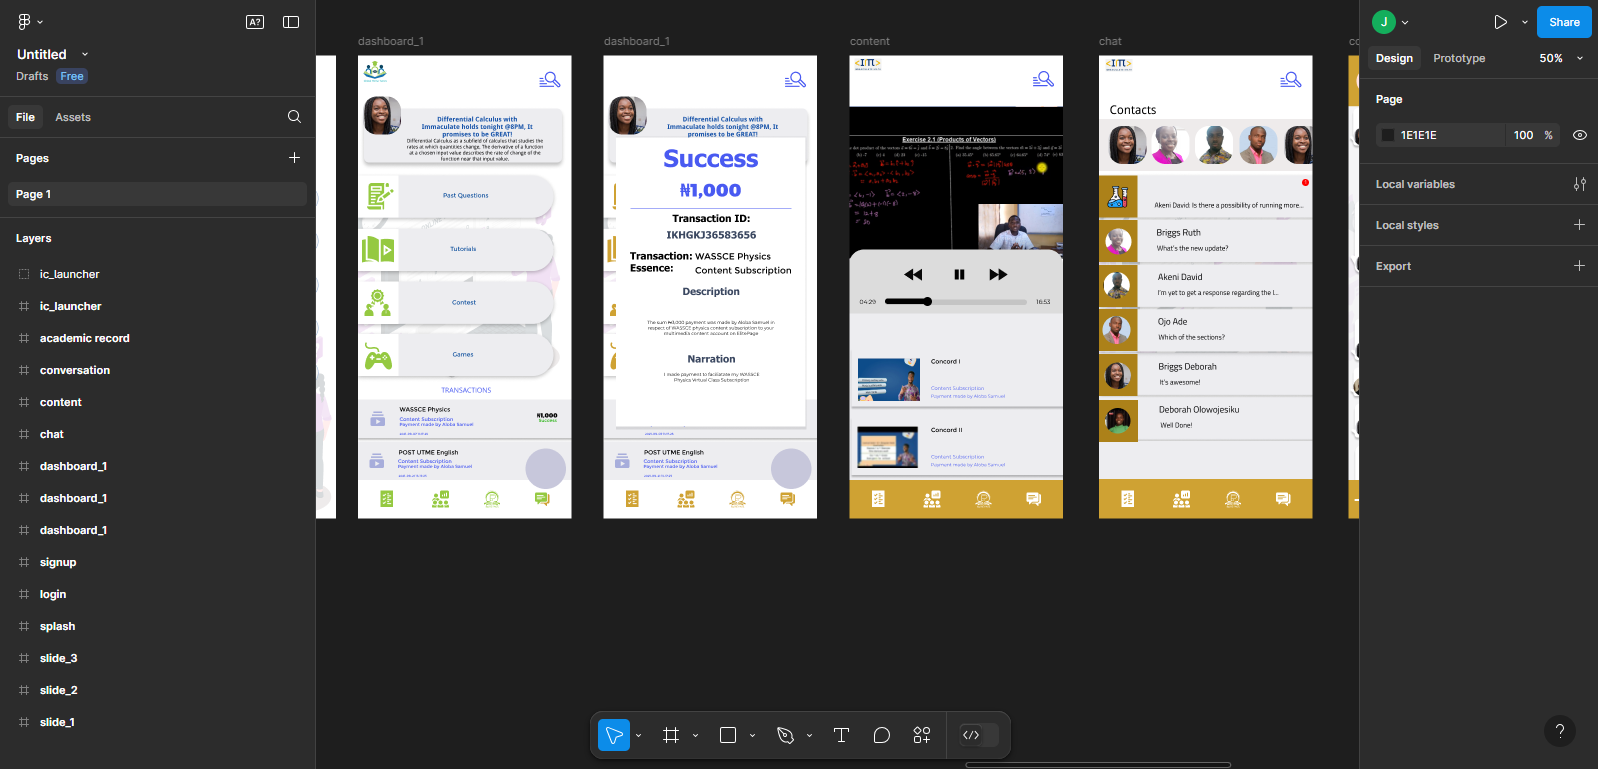 A?
Untitled
Drafts Free
File Assets
Pages
Page 1
Layers
ic_launcher
ic_launcher
academic record
conversation
content
chat
dashboard_1
dashboard_1
dashboard_1
signup
login
splash
slide_3
slide_2
slide_1
dashboard_1
Differential Calculus with
Immaculate holds tonight @8PM, It
promises to be GREAT!
Differential Calculus as a subfield of calculus that studies the
rates at which quantities change. The derivative of a function
at a chosen input value describes the rate of change of the
function near that input value.
Past Questions
Tutorials
Contest
Games
TRANSACTIONS
WASSCE Physics
Content Subscription
Payment made by Aloba Samuel
₦1,000
Success
POST UTME English
Content Subscription
Payment made by Aloba Samuel
dashboard_1
Differential Calculus with
Immaculate holds tonight @8PM, It
promises to be GREAT!
Success
₦1,000
Transaction ID:
IKHGKJ36583656
Transaction: WASSCE Physics
Essence: Content Subscription
Description
The sum ₦3,000 payment was made by Aloba Samuel in
respect of WASSCE physics content subscription to your
multimedia content account on
Narration
I made payment to facilitate my WASSCE
Physics Virtual Class Subscription
POST UTME English
Content Subscription
Payment made by Aloba Samuel
content
Exercise 2.1 (Products of Vectors)
04:29
16:53
Concord I
Content Subscription
Payment made by Aloba Samuel
Concord II
Content Subscription
Payment made by Aloba Samuel
chat
Contacts
Akeni David: Is there a possibility of running more...
Briggs Ruth
What's the new update?
Akeni David
I'm yet to get a response regarding the l...
Ojo Ade
Which of the sections?
Briggs Deborah
It's awesome!
Deborah Olowojesiku
Well Done!
J
Share
Design Prototype 50%
Page
1E1E1E 100 %
Local variables
Local styles
Export
?